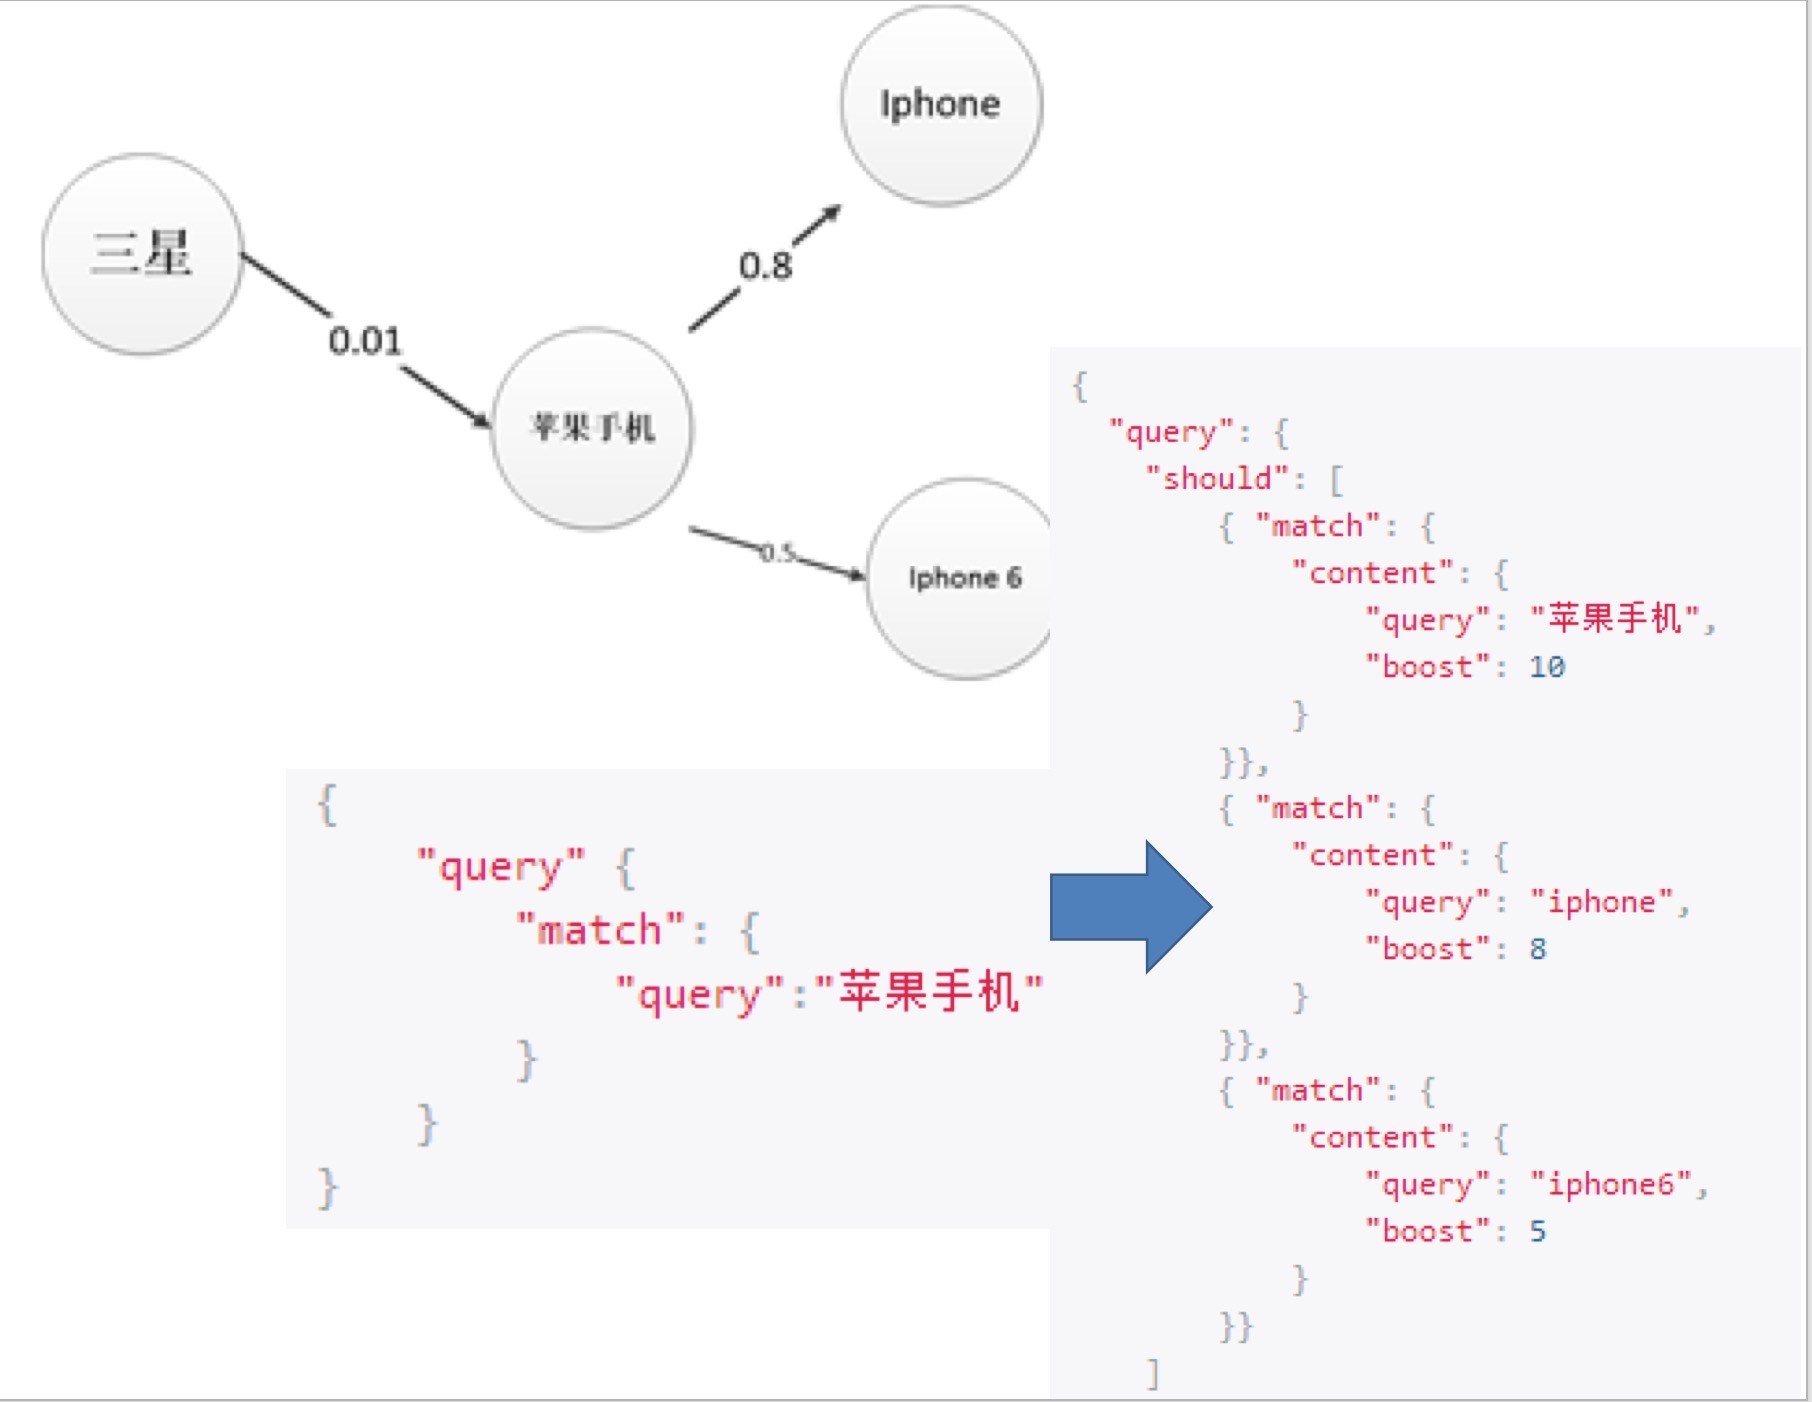 Iphone
三星
0.8
0.01
苹果手机
0.5
Iphone 6
{
"query" {
"match": {
"query":"苹果手机"
}
}
}
{
"query": {
"should": [
{ "match": {
"content": {
"query": "苹果手机",
"boost": 10
}
}},
{ "match": {
"content": {
"query": "iphone",
"boost": 8
}
}},
{ "match": {
"content": {
"query": "iphone6",
"boost": 5
}
}}
]